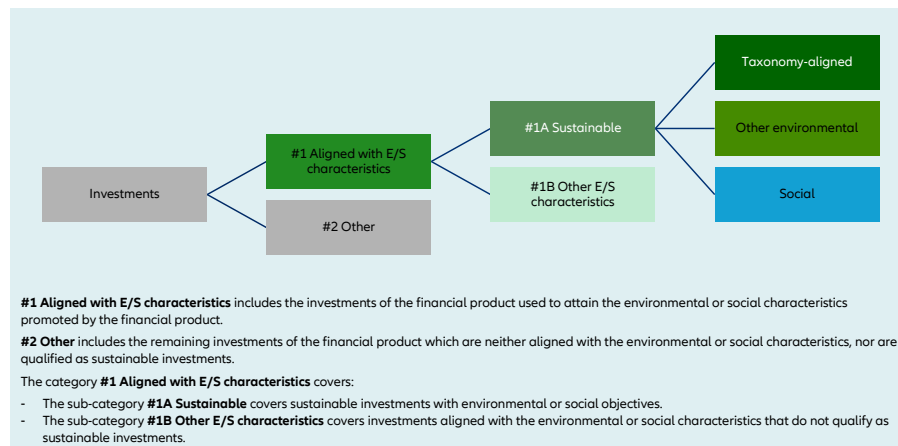 Taxonomy-aligned
#1A Sustainable
Other environmental
#1 Aligned with E/S
characteristics
Investments
#1B Other E/S
characteristics
Social
#2 Other
#1 Aligned with E/S characteristics includes the investments of the financial product used to attain the environmental or social characteristics
promoted by the financial product.
#2 Other includes the remaining investments of the financial product which are neither aligned with the environmental or social characteristics, nor are
qualified as sustainable investments.
The category #1 Aligned with E/S characteristics covers:
- The sub-category #1A Sustainable covers sustainable investments with environmental or social objectives.
- The sub-category #1B Other E/S characteristics covers investments aligned with the environmental or social characteristics that do not qualify as
sustainable investments.